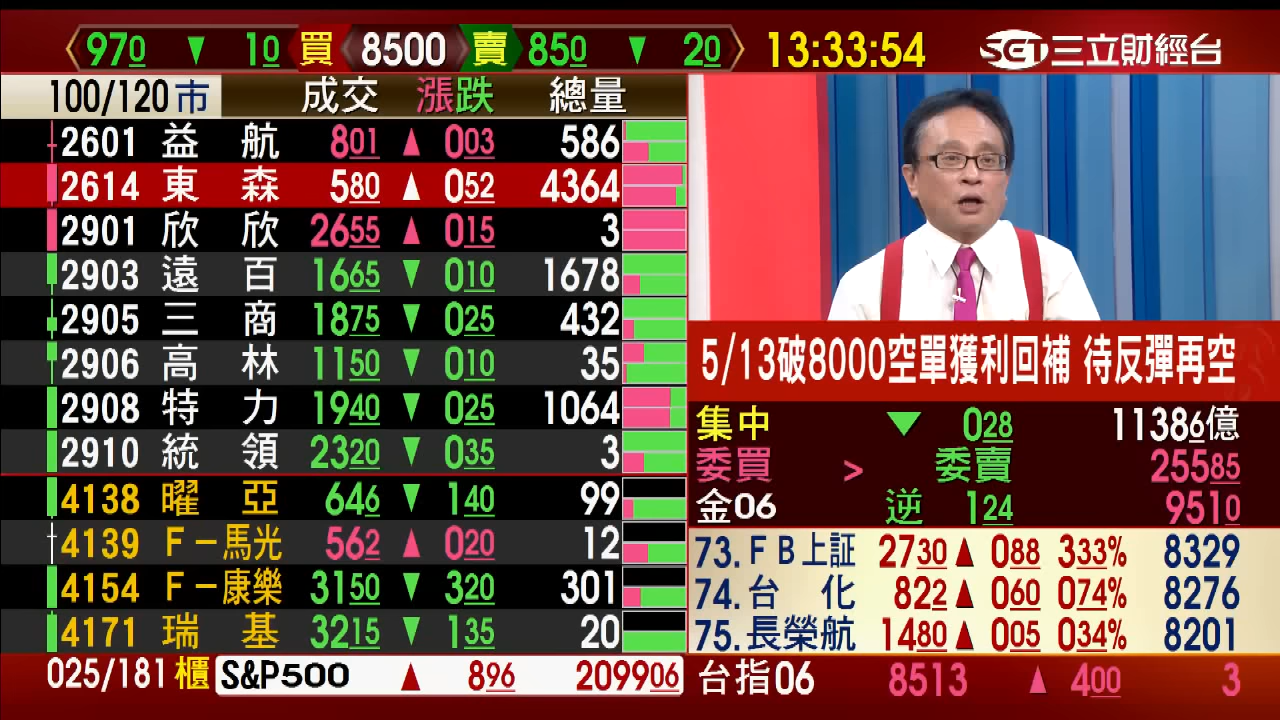 970 ▼ 10 買 8500 賣 850 ▼ 20 13:33:54 SET三立財經台
100/120市 成交 漲跌 總量
2601 益航 801 ▲ 003 586
2614 東森 580 ▲ 052 4364
2901 欣欣 2655 ▲ 015 3
2903 遠百 1665 ▼ 010 1678
2905 三商 1875 ▼ 025 432
2906 高林 1150 ▼ 010 35
2908 特力 1940 ▼ 025 1064
2910 統領 2320 ▼ 035 3
4138 曜亞 646 ▼ 140 99
4139 F－馬光 562 ▲ 020 12
4154 F－康樂 3150 ▼ 320 301
4171 瑞基 3215 ▼ 135 20
025/181櫃 S&P500 ▲ 896 209906
5/13破8000空單獲利回補 待反彈再空
集中 ▼ 028 11386億
委買 > 委賣 25585
金06 逆 124 9510
73.FB上証 2730 ▲ 088 333% 8329
74.台化 822 ▲ 060 074% 8276
75.長榮航 1480 ▲ 005 034% 8201
台指06 8513 ▲ 400 3